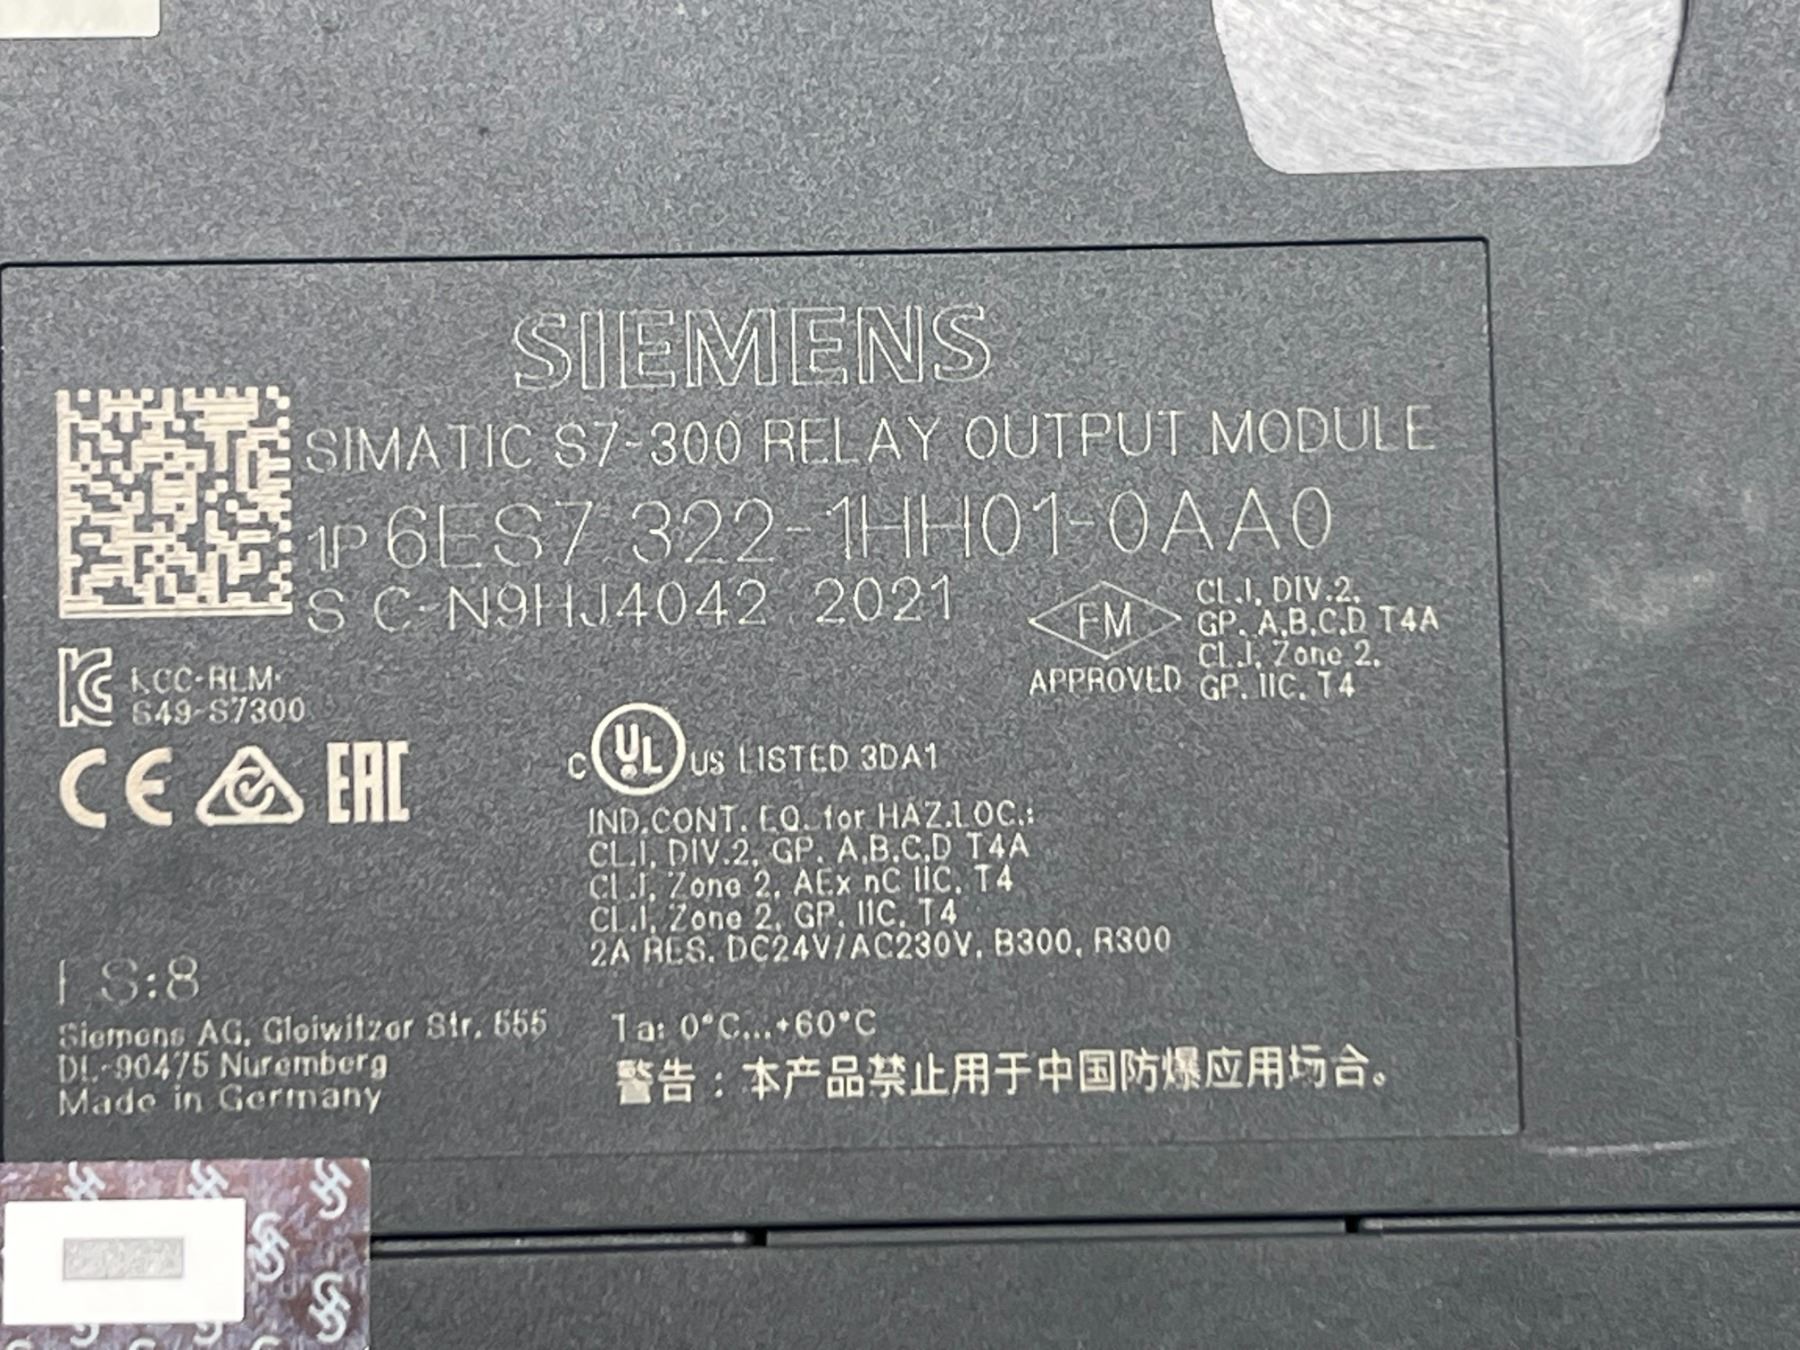 SIEMENS
SIMATIC S7-300 RELAY OUTPUT MODULE
1P 6ES7 322-1HH01-0AA0
S C-N9HJ4042 2021
FM
APPROVED
CL.I, DIV.2,
GP. A,B,C,D T4A
CL.I, Zone 2,
GP. IIC, T4
KCC-REM-
S49-S7300
CE
EAC
C UL US LISTED 3DA1
IND.CONT. EQ. for HAZ.LOC.:
CL.I, DIV.2, GP. A,B,C,D T4A
CL.I, Zone 2, AEx nC IIC, T4
CL.I, Zone 2, GP. IIC, T4
2A RES. DC24V/AC230V, B300, R300
FS:8
Siemens AG, Gleiwitzer Str. 555
DE-90475 Nuremberg
Made in Germany
Ta: 0°C...+60°C
警告：本产品禁止用于中国防爆应用场合。